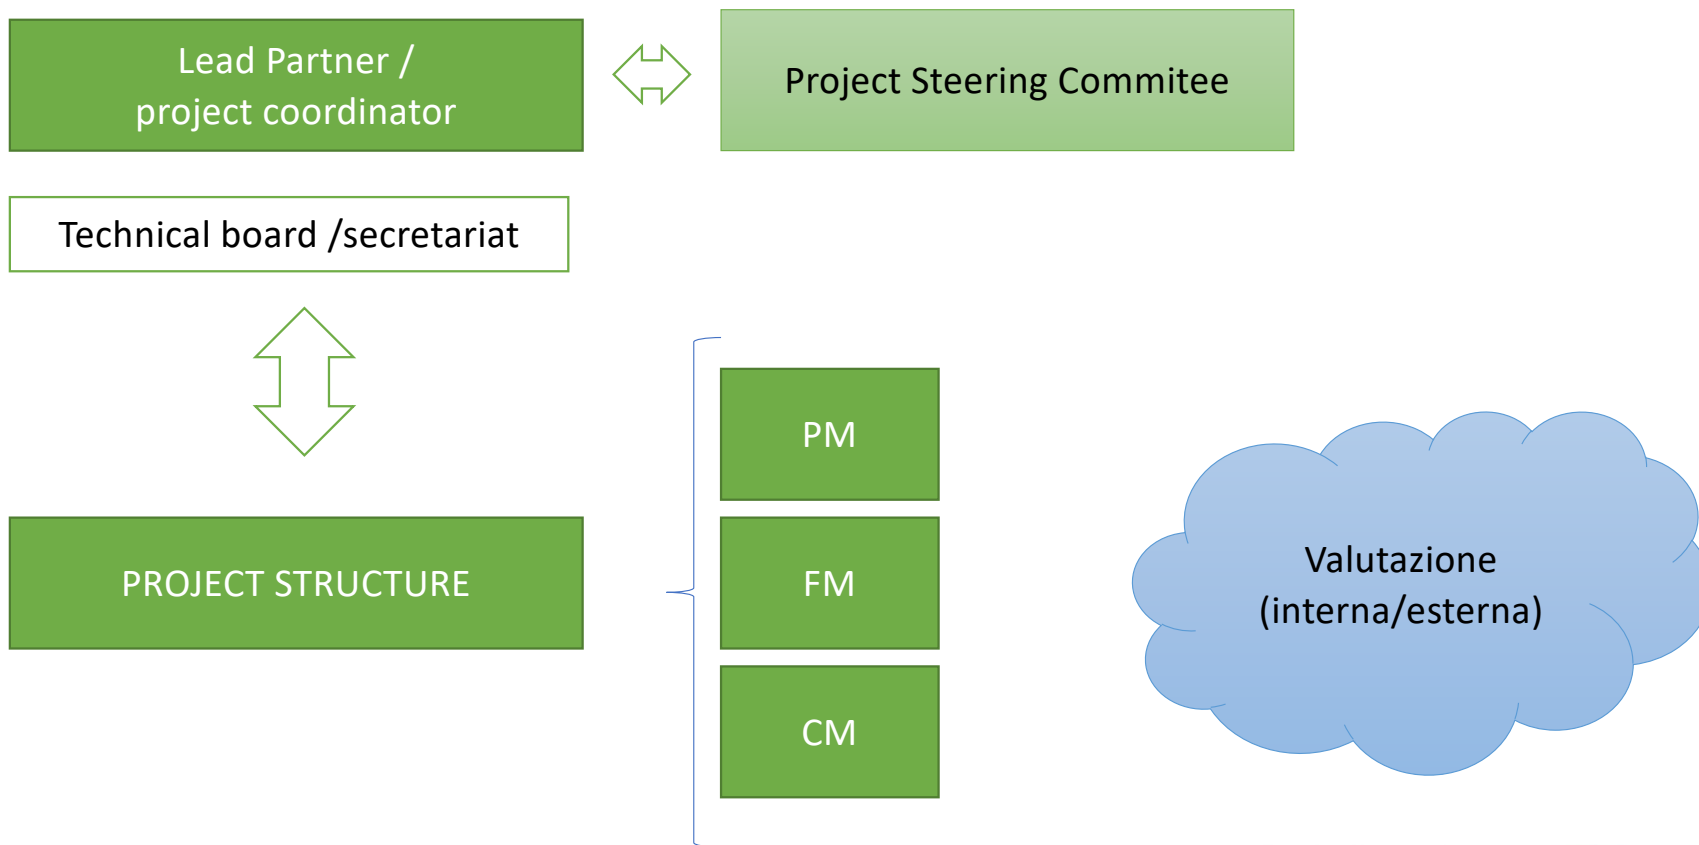 Lead Partner /
project coordinator
Project Steering Commitee
Technical board /secretariat
PROJECT STRUCTURE
PM
FM
CM
Valutazione
(interna/esterna)